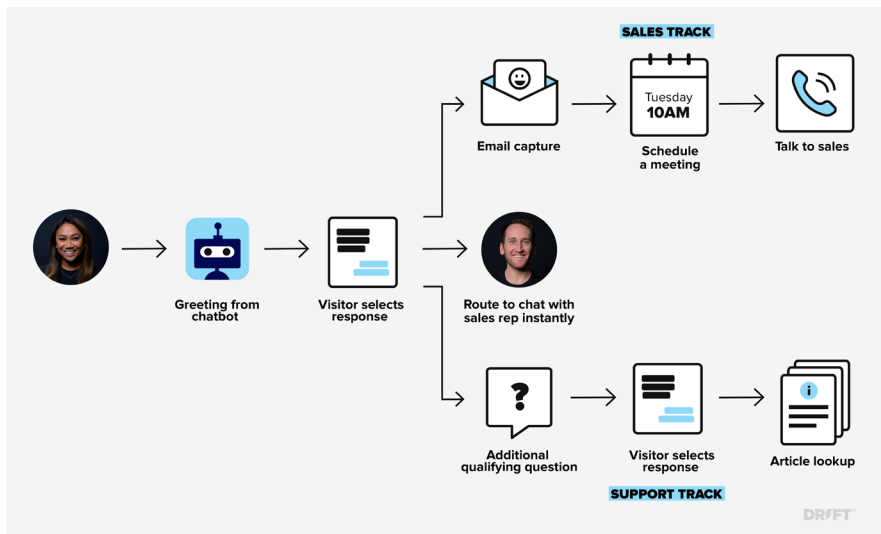 SALES TRACK
Tuesday
10AM
Email capture
Schedule
a meeting
Talk to sales
Greeting from
chatbot
Visitor selects
response
Route to chat with
sales rep instantly
?
i
Additional
qualifying question
Visitor selects
response
Article lookup
SUPPORT TRACK
DRIFT